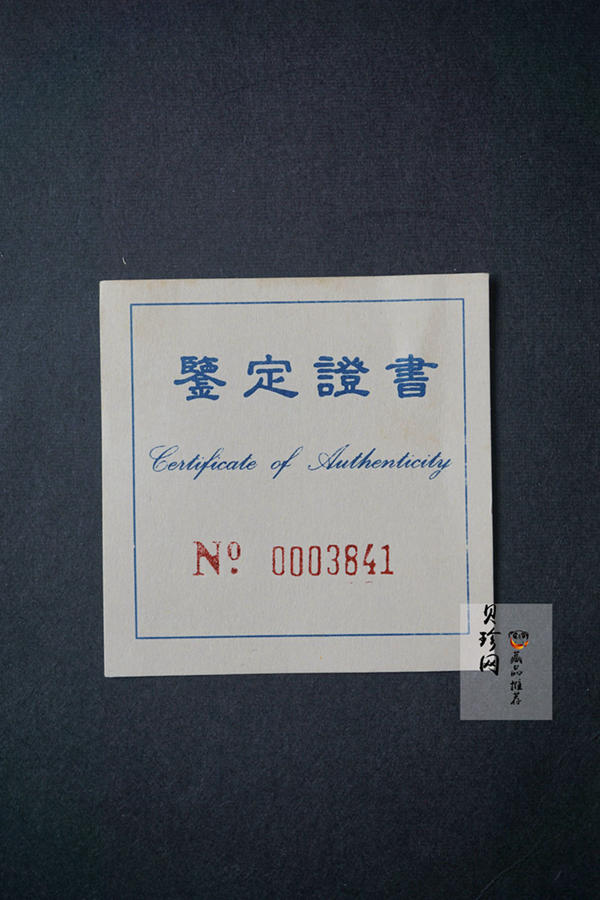 鑒定證書
Certificate of Authenticity
Nº 0003841
贝珍网
藏品推荐